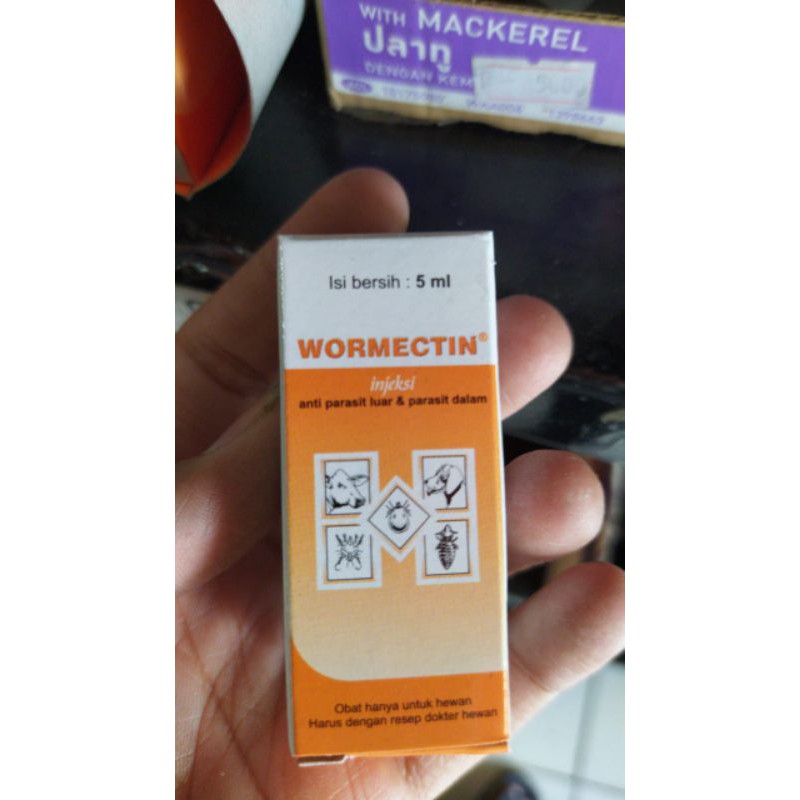 WITH MACKEREL
ปลาทู
DENGAN
Isi bersih : 5 ml
WORMECTIN®
injeksi
anti parasit luar & parasit dalam
Obat hanya untuk hewan
Harus dengan resep dokter hewan